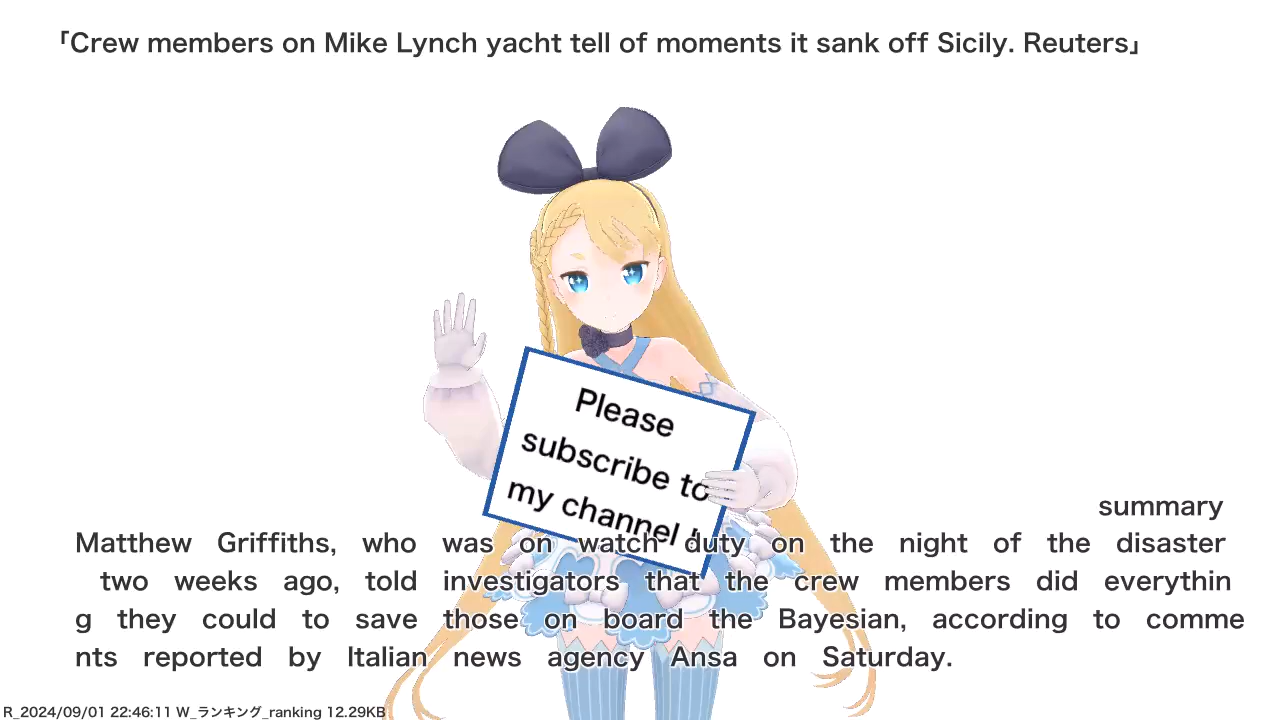 「Crew members on Mike Lynch yacht tell of moments it sank off Sicily. Reuters」
Please
subscribe to
my channel !
summary
Matthew Griffiths, who was on watch duty on the night of the disaster
two weeks ago, told investigators that the crew members did everythin
g they could to save those on board the Bayesian, according to comme
nts reported by Italian news agency Ansa on Saturday.
R_2024/09/01 22:46:11 W_ランキング_ranking 12.29KB